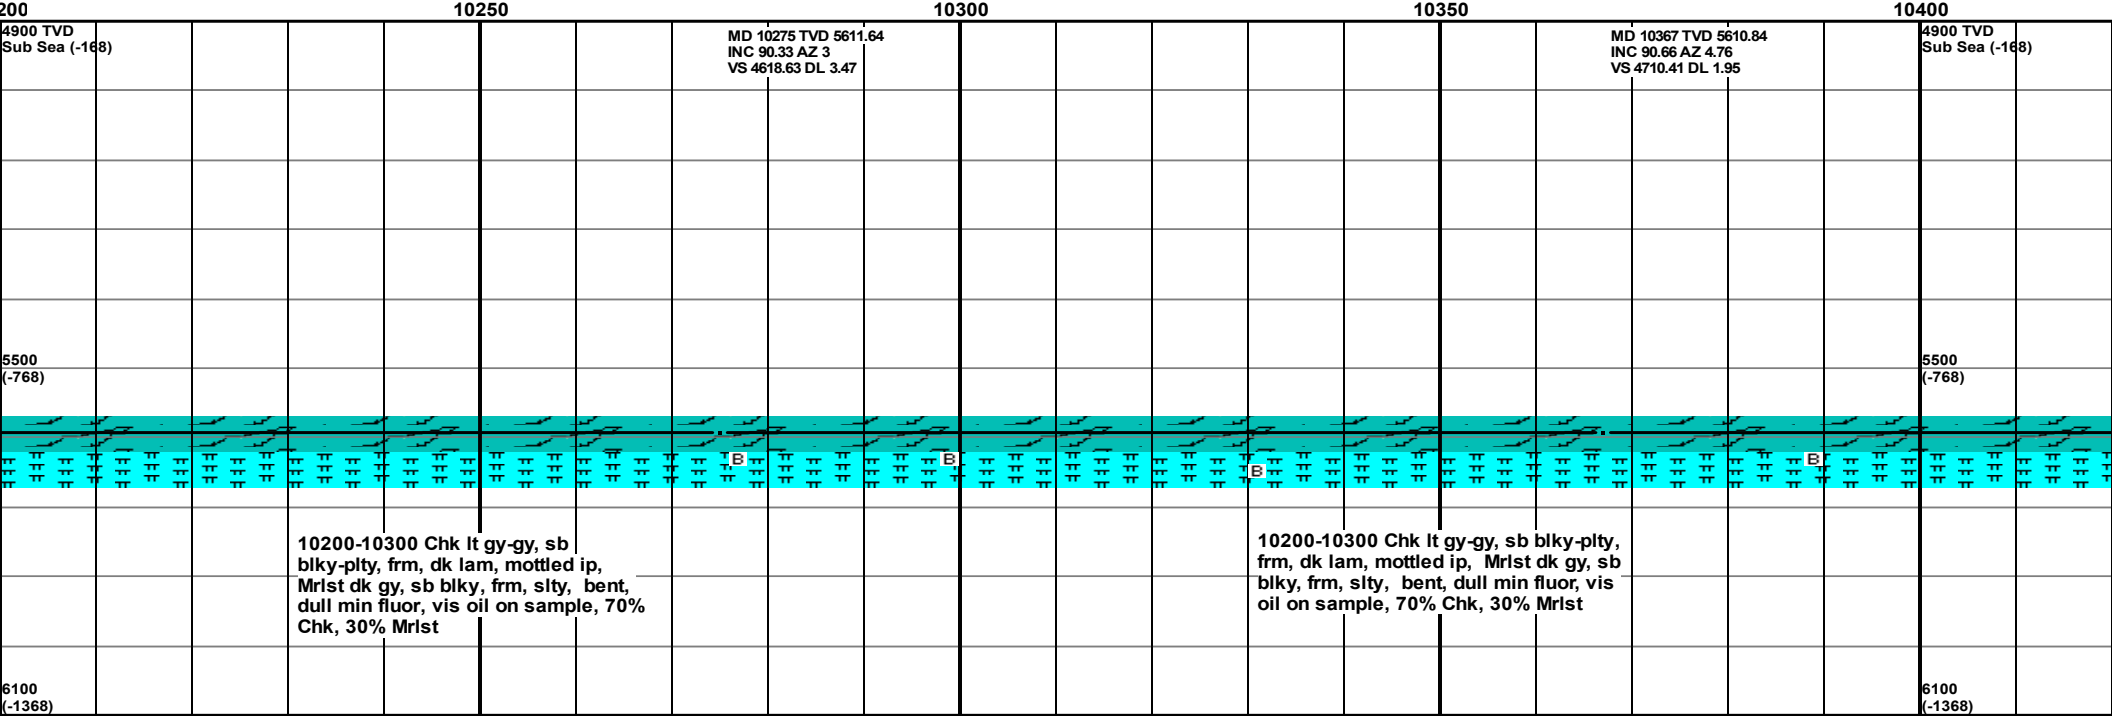 200 10250 10300 10350 10400
4900 TVD
Sub Sea (-168)
MD 10275 TVD 5611.64
INC 90.33 AZ 3
VS 4618.63 DL 3.47
MD 10367 TVD 5610.84
INC 90.66 AZ 4.76
VS 4710.41 DL 1.95
4900 TVD
Sub Sea (-168)
5500
(-768)
5500
(-768)
B B B B
10200-10300 Chk lt gy-gy, sb
blky-plty, frm, dk lam, mottled ip,
Mrlst dk gy, sb blky, frm, slty, bent,
dull min fluor, vis oil on sample, 70%
Chk, 30% Mrlst
10200-10300 Chk lt gy-gy, sb blky-plty,
frm, dk lam, mottled ip, Mrlst dk gy, sb
blky, frm, slty, bent, dull min fluor, vis
oil on sample, 70% Chk, 30% Mrlst
6100
(-1368)
6100
(-1368)